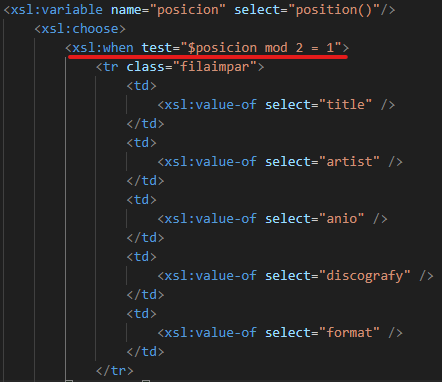 <xsl:variable name="posicion" select="position()"/>
<xsl:choose>
<xsl:when test="$posicion mod 2 = 1">
<tr class="filaimpar">
<td>
<xsl:value-of select="title" />
</td>
<td>
<xsl:value-of select="artist" />
</td>
<td>
<xsl:value-of select="anio" />
</td>
<td>
<xsl:value-of select="discografy" />
</td>
<td>
<xsl:value-of select="format" />
</td>
</tr>